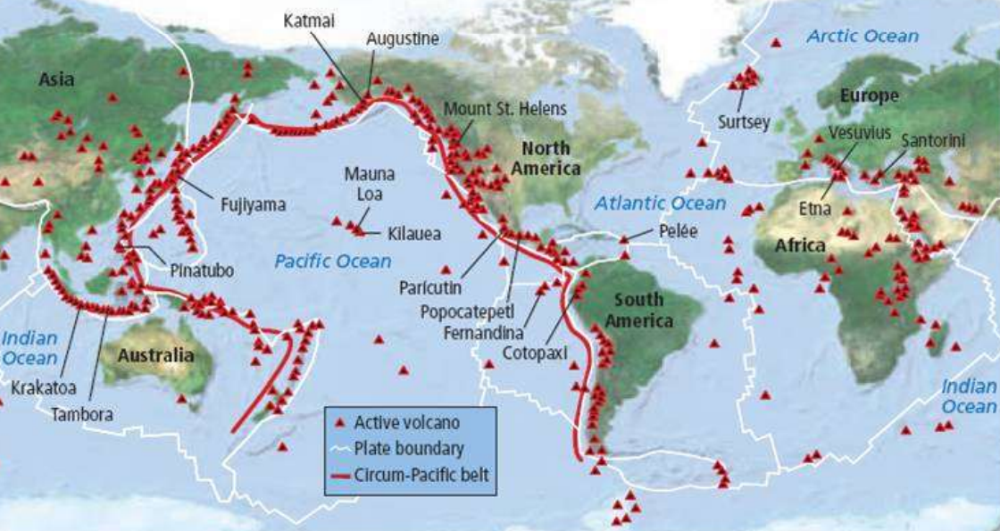 Katmai
Augustine
Arctic Ocean
Asia
Europe
Mount St. Helens
Surtsey
Vesuvius
Santorini
North
America
Mauna
Loa
Fujiyama
Atlantic Ocean
Etna
Kilauea
Pelée
Africa
Pacific Ocean
Pinatubo
Paricutin
South
America
Popocatepetl
Fernandina
Indian
Ocean
Australia
Cotopaxi
Krakatoa
Tambora
Indian
Ocean
Active volcano
Plate boundary
Circum-Pacific belt